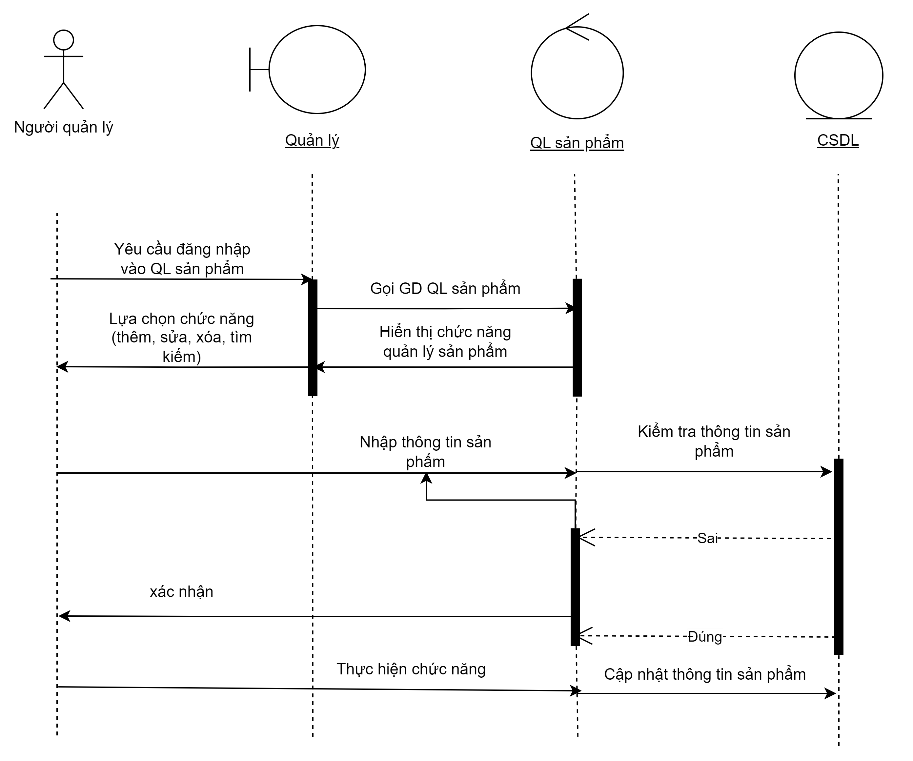 Người quản lý
Quản lý
QL sản phẩm
CSDL
Yêu cầu đăng nhập
vào QL sản phẩm
Gọi GD QL sản phẩm
Lựa chọn chức năng
(thêm, sửa, xóa, tìm
kiếm)
Hiển thị chức năng
quản lý sản phẩm
Nhập thông tin sản
phẩm
Kiểm tra thông tin sản
phẩm
Sai
xác nhận
Đúng
Thực hiện chức năng
Cập nhật thông tin sản phẩm